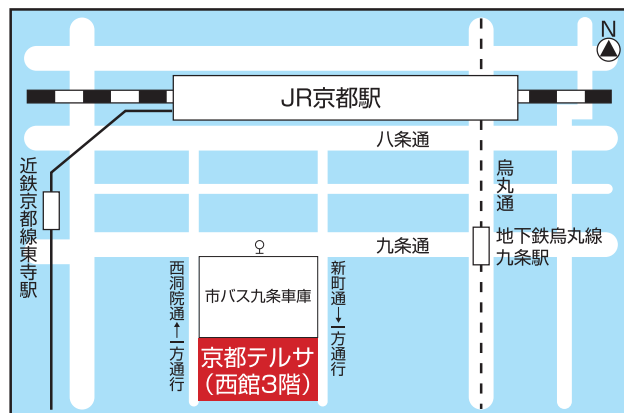 N
JR京都駅
八条通
烏丸通
近鉄京都線東寺駅
九条通
地下鉄烏丸線
九条駅
西洞院通→一方通行
新町通→一方通行
市バス九条車庫
京都テルサ
(西館3階)